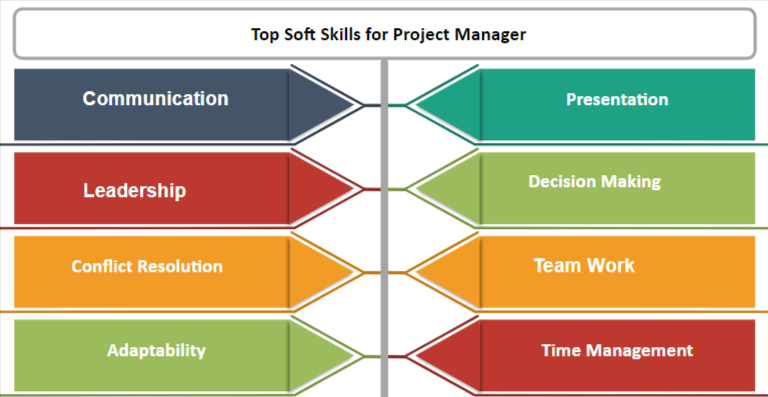 Top Soft Skills for Project Manager
Communication
Presentation
Leadership
Decision Making
Conflict Resolution
Team Work
Adaptability
Time Management